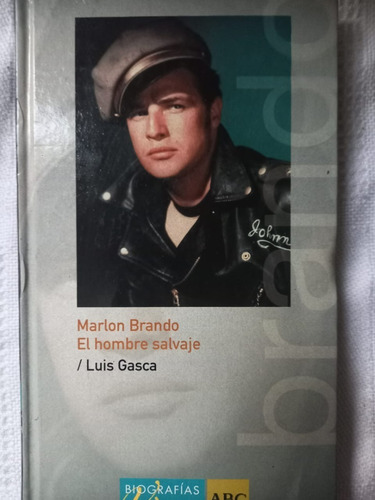 Johnny
Marlon Brando
El hombre salvaje
/ Luis Gasca
brando
BIOGRAFÍAS
ABC